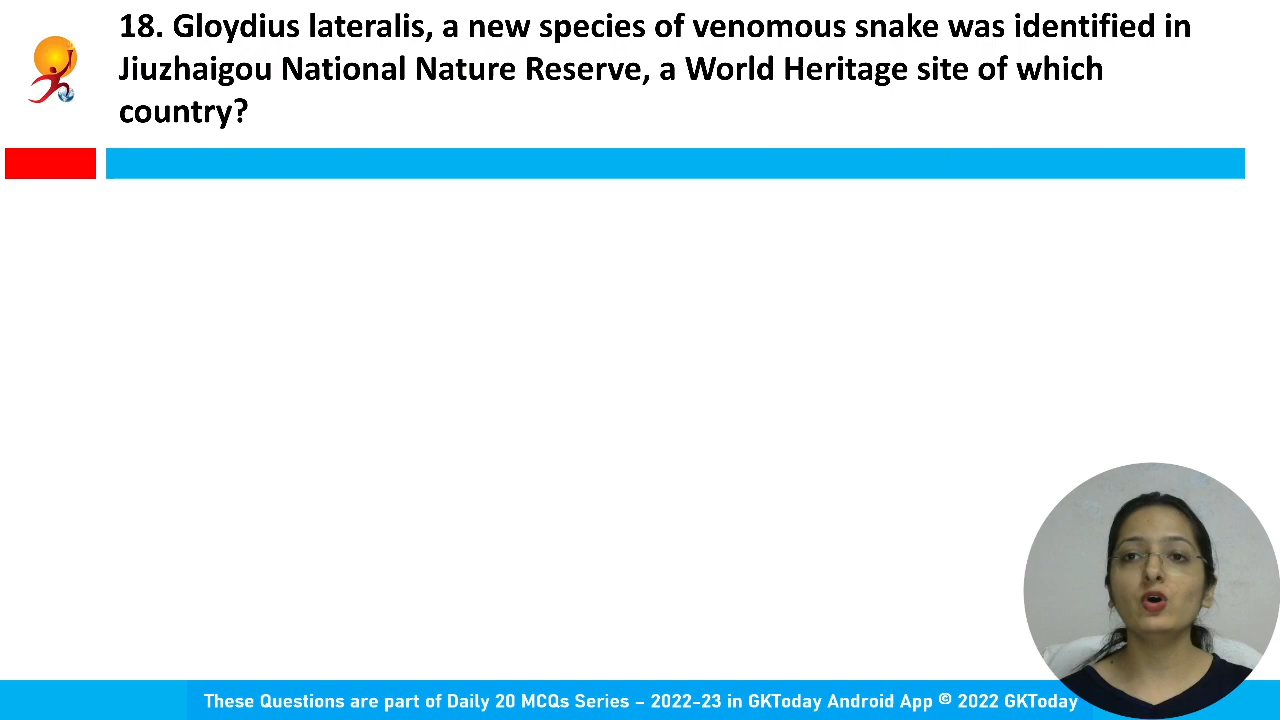 18. Gloydius lateralis, a new species of venomous snake was identified in
Jiuzhaigou National Nature Reserve, a World Heritage site of which
country?
These Questions are part of Daily 20 MCQs Series – 2022-23 in GKToday Android App © 2022 GKToday